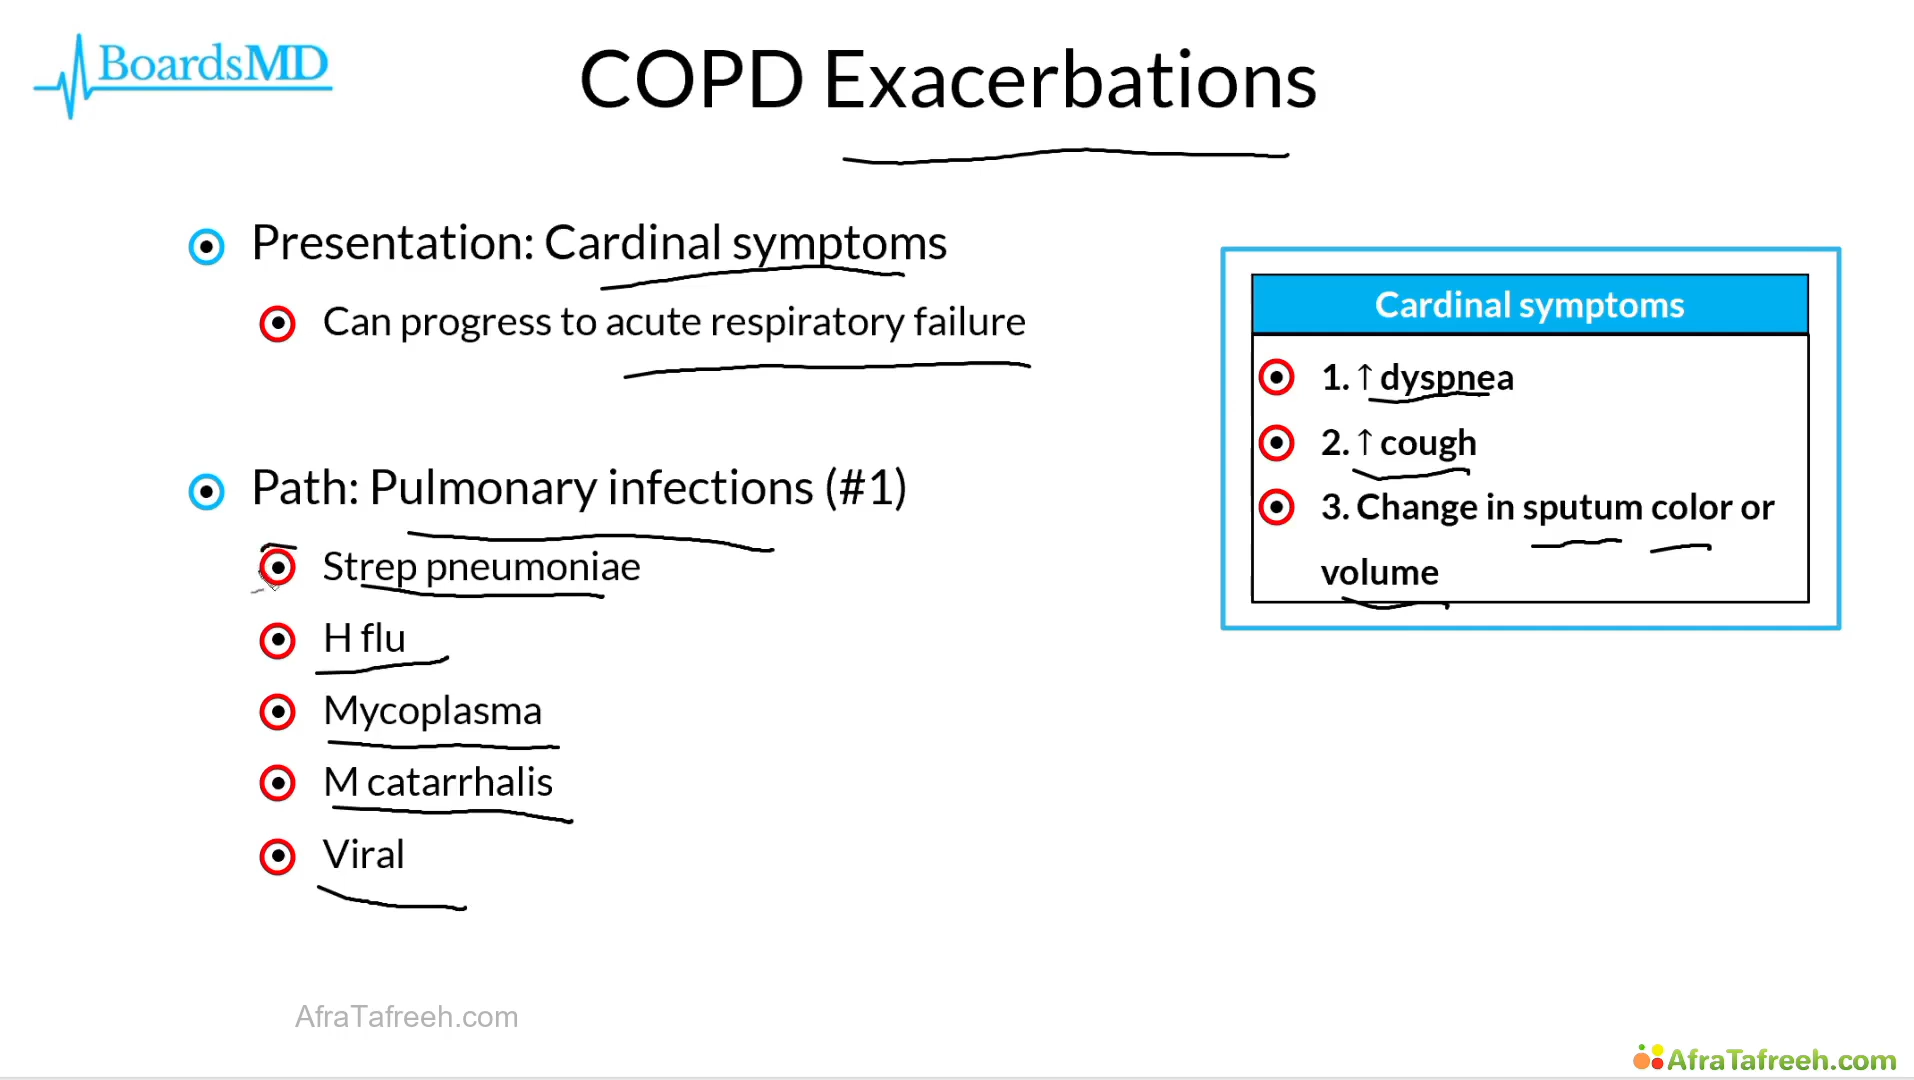 BoardsMD
COPD Exacerbations
Presentation: Cardinal symptoms
Can progress to acute respiratory failure
Path: Pulmonary infections (#1)
Strep pneumoniae
H flu
Mycoplasma
M catarrhalis
Viral
Cardinal symptoms
1. ↑ dyspnea
2. ↑ cough
3. Change in sputum color or
volume
AfraTafreeh.com
AfraTafreeh.com